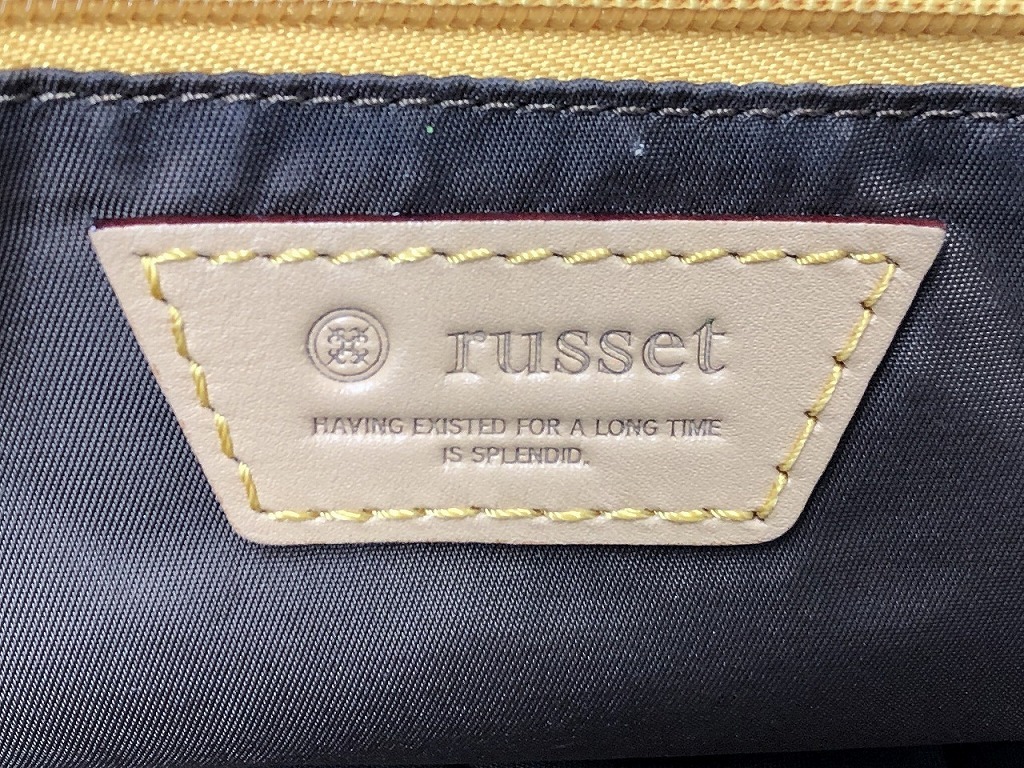 russet
HAVING EXISTED FOR A LONG TIME
IS SPLENDID.